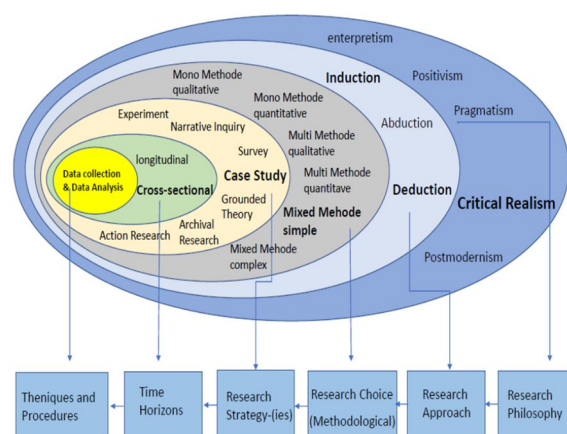 enterpretism
Induction
Positivism
Mono Methode
qualitative
Mono Methode
quantitative
Pragmatism
Experiment
Abduction
Narrative Inquiry
Multi Methode
qualitative
longitudinal
Survey
Data collection
& Data Analysis
Case Study
Multi Methode
quantitave
Cross-sectional
Deduction
Critical Realism
Grounded
Theory
Mixed Mehode
simple
Archival
Research
Action Research
Mixed Mehode
complex
Postmodernism
Theniques and
Procedures
Time
Horizons
Research
Strategy-(ies)
Research Choice
(Methodological)
Research
Approach
Research
Philosophy